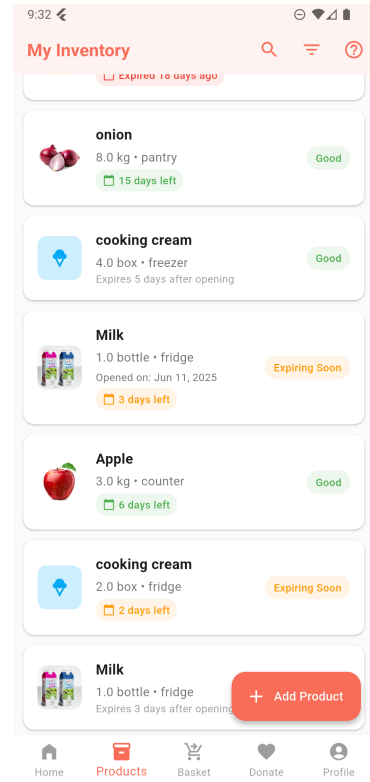 9:32
My Inventory
Expired 18 days ago
onion
8.0 kg • pantry
Good
15 days left
cooking cream
4.0 box • freezer
Good
Expires 5 days after opening
Milk
1.0 bottle • fridge
Expiring Soon
Opened on: Jun 11, 2025
3 days left
Apple
3.0 kg • counter
Good
6 days left
cooking cream
2.0 box • fridge
Expiring Soon
2 days left
Milk
1.0 bottle • fridge
Expires 3 days after opening
+ Add Product
Home
Products
Basket
Donate
Profile